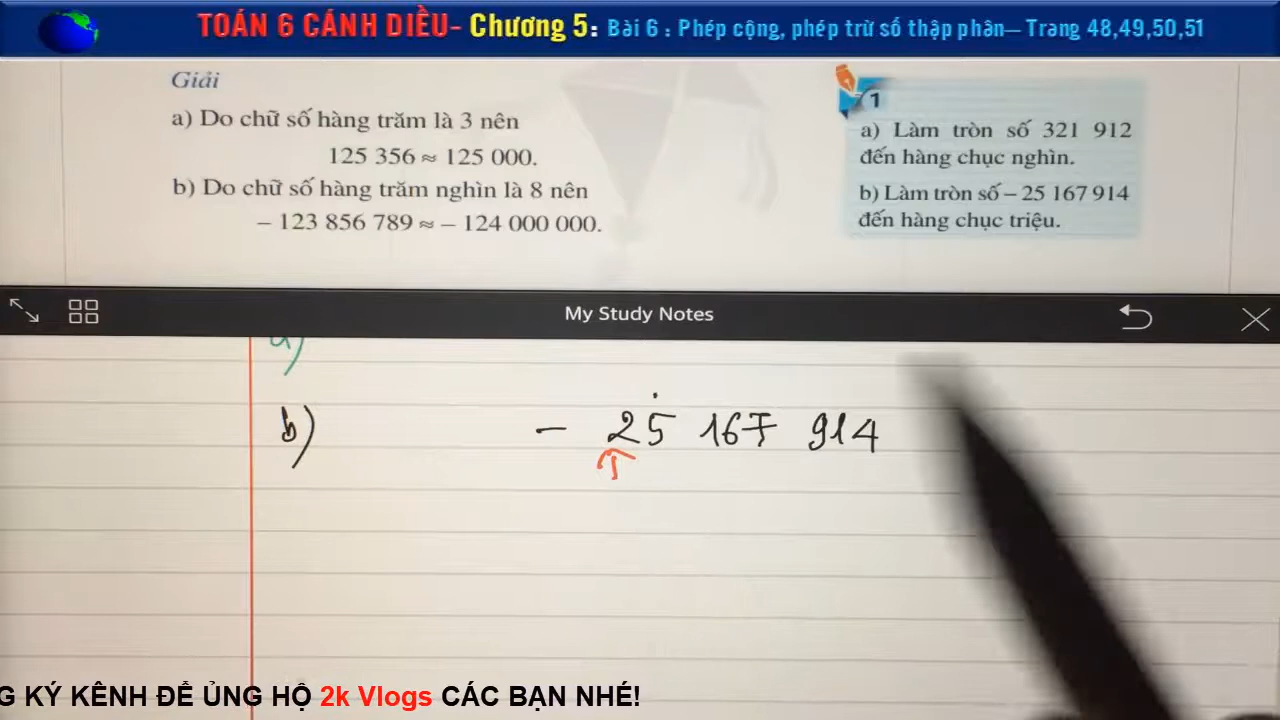 TOÁN 6 CÁNH DIỀU- Chương 5: Bài 6 : Phép cộng, phép trừ số thập phân– Trang 48,49,50,51
Giải
a) Do chữ số hàng trăm là 3 nên
125 356 ≈ 125 000.
b) Do chữ số hàng trăm nghìn là 8 nên
– 123 856 789 ≈ – 124 000 000.
1
a) Làm tròn số 321 912
đến hàng chục nghìn.
b) Làm tròn số – 25 167 914
đến hàng chục triệu.
My Study Notes
a)
b) - 25 167 914
G KÝ KÊNH ĐỂ ỦNG HỘ 2k Vlogs CÁC BẠN NHÉ!